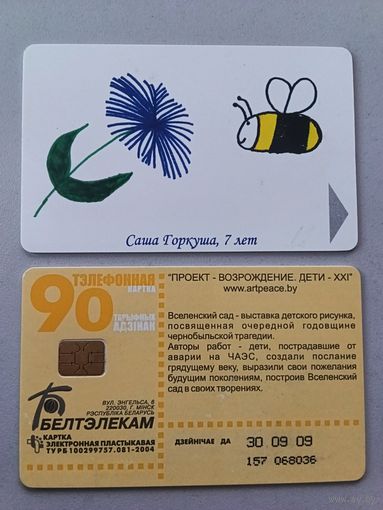 Саша Горкуша, 7 лет
ТЭЛЕФОННАЯ
КАРТКА
90
ТАРЫФНЫХ
АДЗІНАК
"ПРОЕКТ - ВОЗРОЖДЕНИЕ. ДЕТИ - XXI"
www.artpeace.by
Вселенский сад - выставка детского рисунка,
посвященная очередной годовщине
чернобыльской трагедии.
Авторы работ - дети, пострадавшие от
аварии на ЧАЭС, создали послание
грядущему веку, выразили свои пожелания
будущим поколениям, построив Вселенский
сад в своих творениях.
ВУЛ. ЭНГЕЛЬСА, 6
220030, Г. МІНСК
РЭСПУБЛІКА БЕЛАРУСЬ
БЕЛТЭЛЕКАМ
КАРТКА
ЭЛЕКТРОННАЯ ПЛАСТЫКАВАЯ
ТУ РБ 100299757.081-2004
ДЗЕЙНІЧАЕ ДА 30 09 09
157 068036